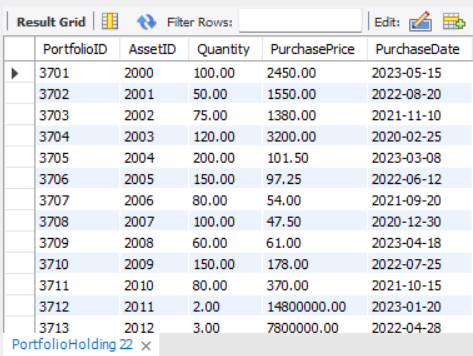 Result Grid Filter Rows: Edit:
PortfolioID AssetID Quantity PurchasePrice PurchaseDate
3701 2000 100.00 2450.00 2023-05-15
3702 2001 50.00 1550.00 2022-08-20
3703 2002 75.00 1380.00 2021-11-10
3704 2003 120.00 3200.00 2020-02-25
3705 2004 200.00 101.50 2023-03-08
3706 2005 150.00 97.25 2022-06-12
3707 2006 80.00 54.00 2021-09-20
3708 2007 100.00 47.50 2020-12-30
3709 2008 60.00 61.00 2023-04-18
3710 2009 150.00 178.00 2022-07-25
3711 2010 80.00 370.00 2021-10-15
3712 2011 2.00 14800000.00 2023-01-20
3713 2012 3.00 7800000.00 2022-04-28
PortfolioHolding 22